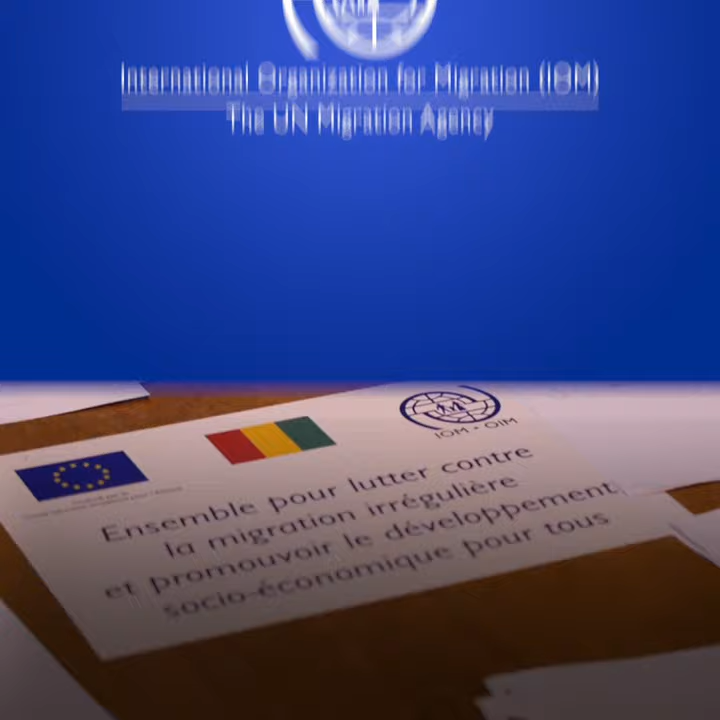 International Organization for Migration (IOM)
The UN Migration Agency
IOM • OIM
Ensemble pour lutter contre
la migration irrégulière
et promouvoir le développement
socio-économique pour tous